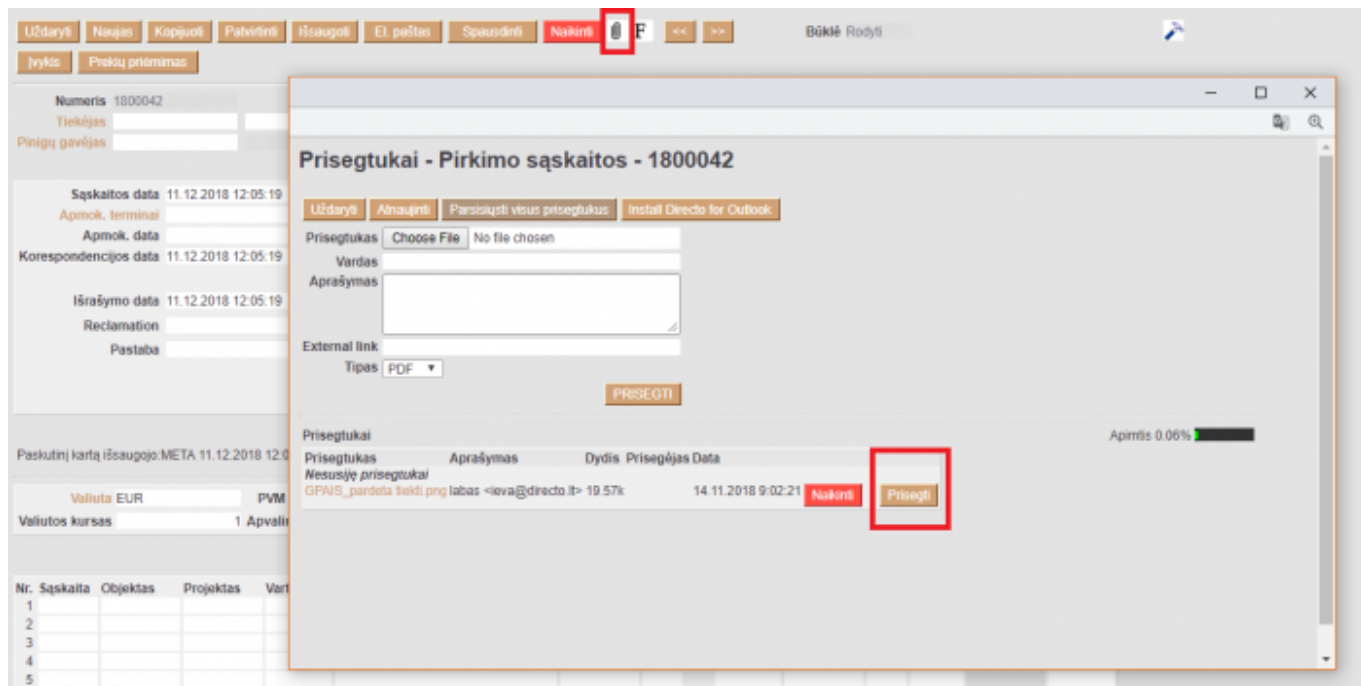 Uždaryti Naujas Kopijuoti Patvirtinti Išsaugoti El. paštas Spausdinti Naikinti F << >> Būklė Rodyti
Įvykis Prekių priėmimas
Numeris 1800042
Tiekėjas
Pinigų gavėjas
Prisegtukai - Pirkimo sąskaitos - 1800042
Sąskaitos data 11.12.2018 12:05:19
Uždaryti Atnaujinti Parsisiųsti visus prisegtukus Install Directo for Outlook
Apmok. terminai
Apmok. data
Prisegtukas Choose File No file chosen
Korespondencijos data 11.12.2018 12:05:19
Vardas
Aprašymas
Išrašymo data 11.12.2018 12:05:19
Reclamation
Pastaba
External link
Tipas PDF
PRISEGTI
Prisegtukai Apimtis 0.06%
Paskutinį kartą išsaugojo:META 11.12.2018 12:0
Prisegtukas Aprašymas Dydis Prisegėjas Data
Nesusiję prisegtukai
GPAIS_pardeta tiekti.png labas <ieva@directo.lt> 19.57k 14.11.2018 9:02:21 Naikinti Prisegti
Valiuta EUR PVM
Valiutos kursas 1 Apvalin
Nr. Sąskaita Objektas Projektas Vart
1
2
3
4
5